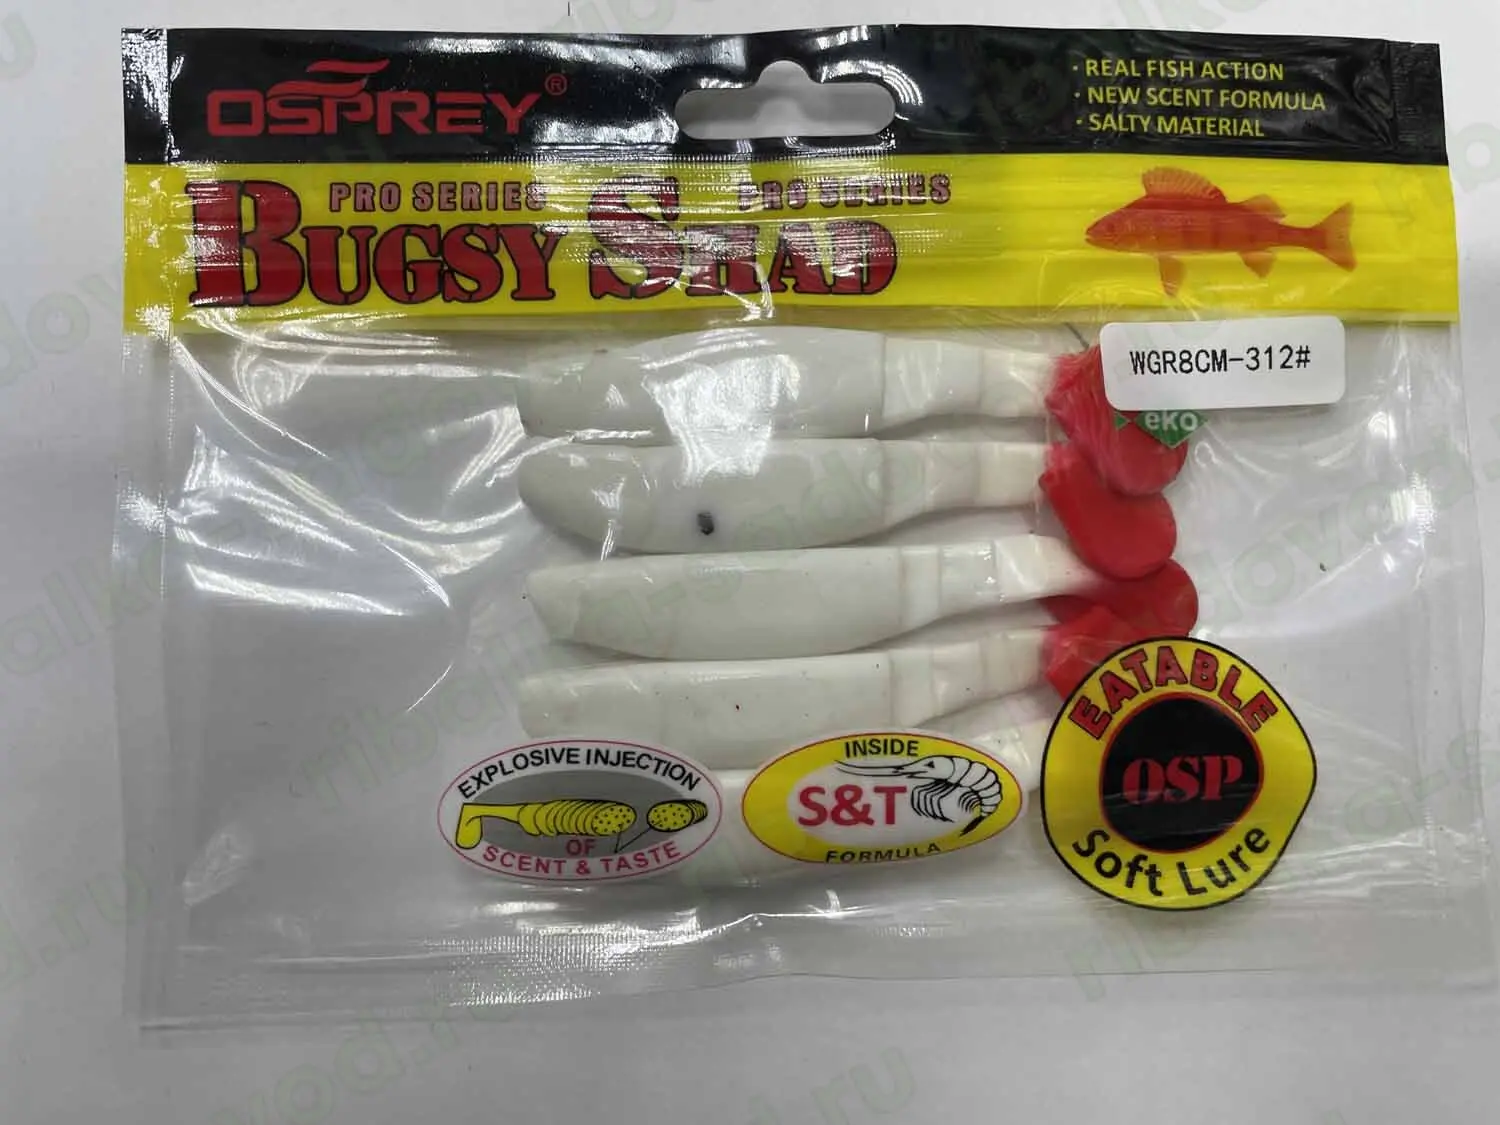 OSPREY®
· REAL FISH ACTION
· NEW SCENT FORMULA
· SALTY MATERIAL
PRO SERIES PRO SERIES
BUGSY SHAD
WGR8CM-312#
eko
EXPLOSIVE INJECTION
OF
SCENT & TASTE
INSIDE
S&T
FORMULA
EATABLE
OSP
Soft Lure